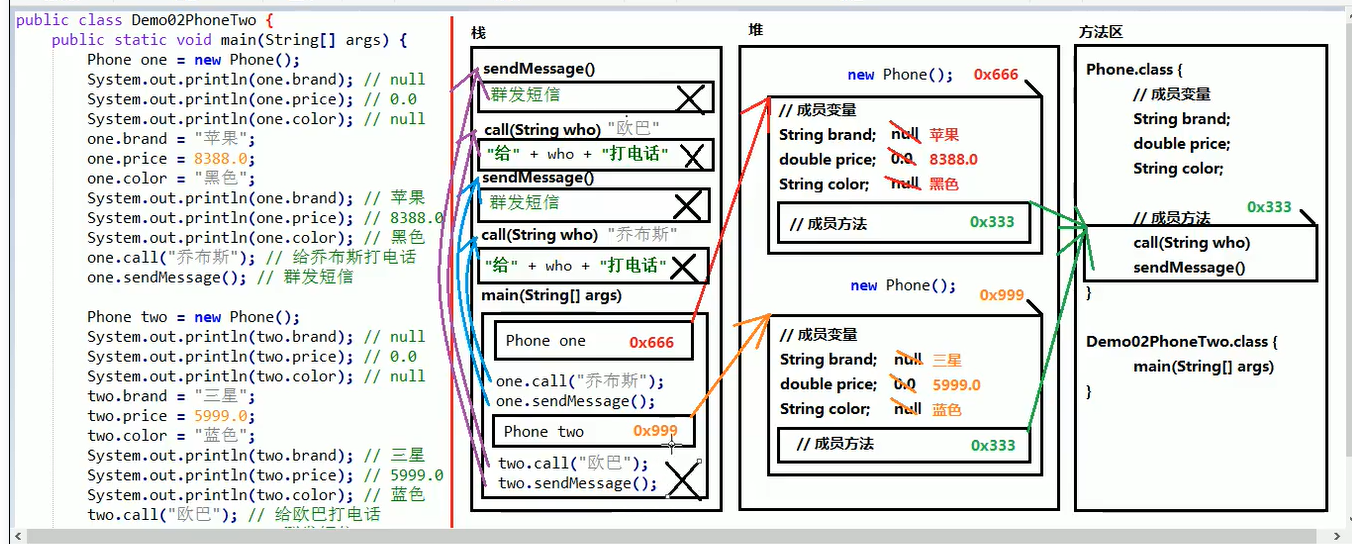 public class Demo02PhoneTwo {
public static void main(String[] args) {
Phone one = new Phone();
System.out.println(one.brand); // null
System.out.println(one.price); // 0.0
System.out.println(one.color); // null
one.brand = "苹果";
one.price = 8388.0;
one.color = "黑色";
System.out.println(one.brand); // 苹果
System.out.println(one.price); // 8388.0
System.out.println(one.color); // 黑色
one.call("乔布斯"); // 给乔布斯打电话
one.sendMessage(); // 群发短信
Phone two = new Phone();
System.out.println(two.brand); // null
System.out.println(two.price); // 0.0
System.out.println(two.color); // null
two.brand = "三星";
two.price = 5999.0;
two.color = "蓝色";
System.out.println(two.brand); // 三星
System.out.println(two.price); // 5999.0
System.out.println(two.color); // 蓝色
two.call("欧巴"); // 给欧巴打电话
栈
sendMessage()
群发短信
call(String who) "欧巴"
"给" + who + "打电话"
sendMessage()
群发短信
call(String who) "乔布斯"
"给" + who + "打电话"
main(String[] args)
Phone one 0x666
one.call("乔布斯");
one.sendMessage();
Phone two 0x999
two.call("欧巴");
two.sendMessage();
堆
new Phone(); 0x666
// 成员变量
String brand; null 苹果
double price; 0.0 8388.0
String color; null 黑色
// 成员方法 0x333
new Phone(); 0x999
// 成员变量
String brand; null 三星
double price; 0.0 5999.0
String color; null 蓝色
// 成员方法 0x333
方法区
Phone.class {
// 成员变量
String brand;
double price;
String color;
// 成员方法 0x333
call(String who)
sendMessage()
}
Demo02PhoneTwo.class {
main(String[] args)
}